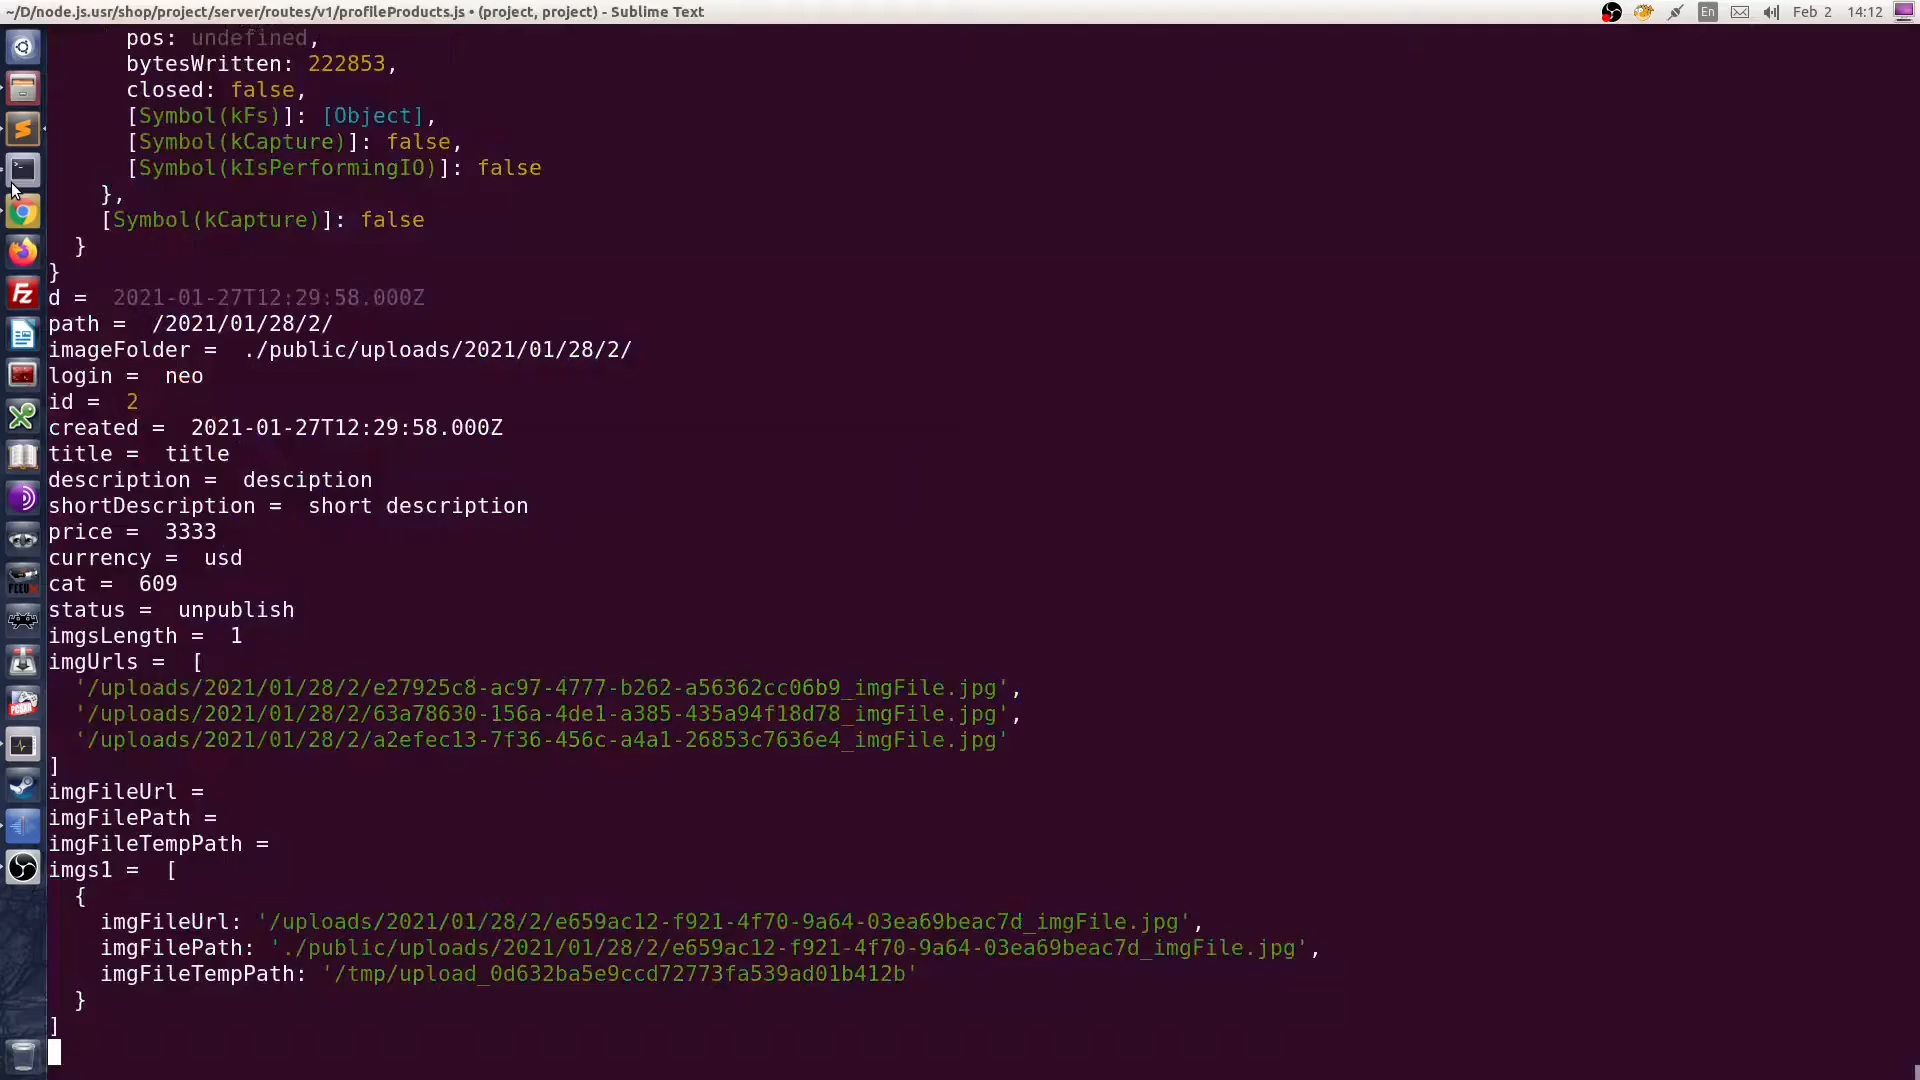 ~/D/node.js.usr/shop/project/server/routes/v1/profileProducts.js • (project, project) - Sublime Text
En
Feb 2
14:12
pos: undefined,
bytesWritten: 222853,
closed: false,
[Symbol(kFs)]: [Object],
[Symbol(kCapture)]: false,
[Symbol(kIsPerformingIO)]: false
},
[Symbol(kCapture)]: false
}
}
d =  2021-01-27T12:29:58.000Z
path =  /2021/01/28/2/
imageFolder =  ./public/uploads/2021/01/28/2/
login =  neo
id =  2
created =  2021-01-27T12:29:58.000Z
title =  title
description =  desciption
shortDescription =  short description
price =  3333
currency =  usd
cat =  609
status =  unpublish
imgsLength =  1
imgUrls =  [
'/uploads/2021/01/28/2/e27925c8-ac97-4777-b262-a56362cc06b9_imgFile.jpg',
'/uploads/2021/01/28/2/63a78630-156a-4de1-a385-435a94f18d78_imgFile.jpg',
'/uploads/2021/01/28/2/a2efec13-7f36-456c-a4a1-26853c7636e4_imgFile.jpg'
]
imgFileUrl =
imgFilePath =
imgFileTempPath =
imgs1 =  [
{
imgFileUrl: '/uploads/2021/01/28/2/e659ac12-f921-4f70-9a64-03ea69beac7d_imgFile.jpg',
imgFilePath: './public/uploads/2021/01/28/2/e659ac12-f921-4f70-9a64-03ea69beac7d_imgFile.jpg',
imgFileTempPath: '/tmp/upload_0d632ba5e9ccd72773fa539ad01b412b'
}
]